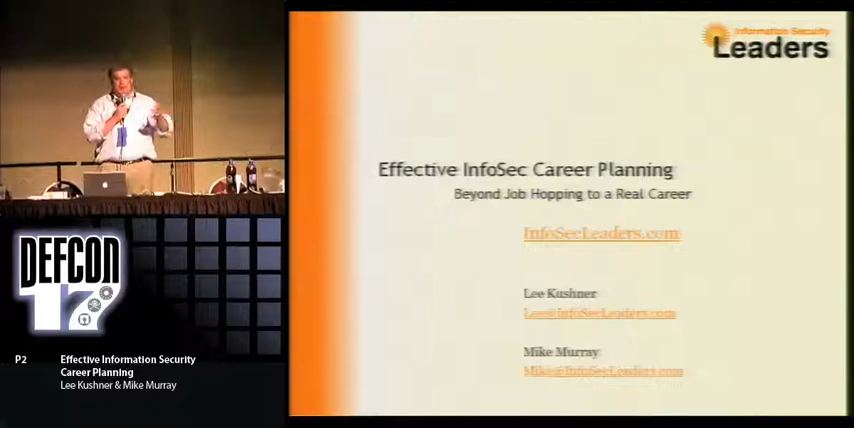 Information Security
Leaders
Effective InfoSec Career Planning
Beyond Job Hopping to a Real Career
InfoSecLeaders.com
Lee Kushner
Lee@InfoSecLeaders.com
Mike Murray
Mike@InfoSecLeaders.com
DEFCON
17
P2 Effective Information Security
Career Planning
Lee Kushner & Mike Murray